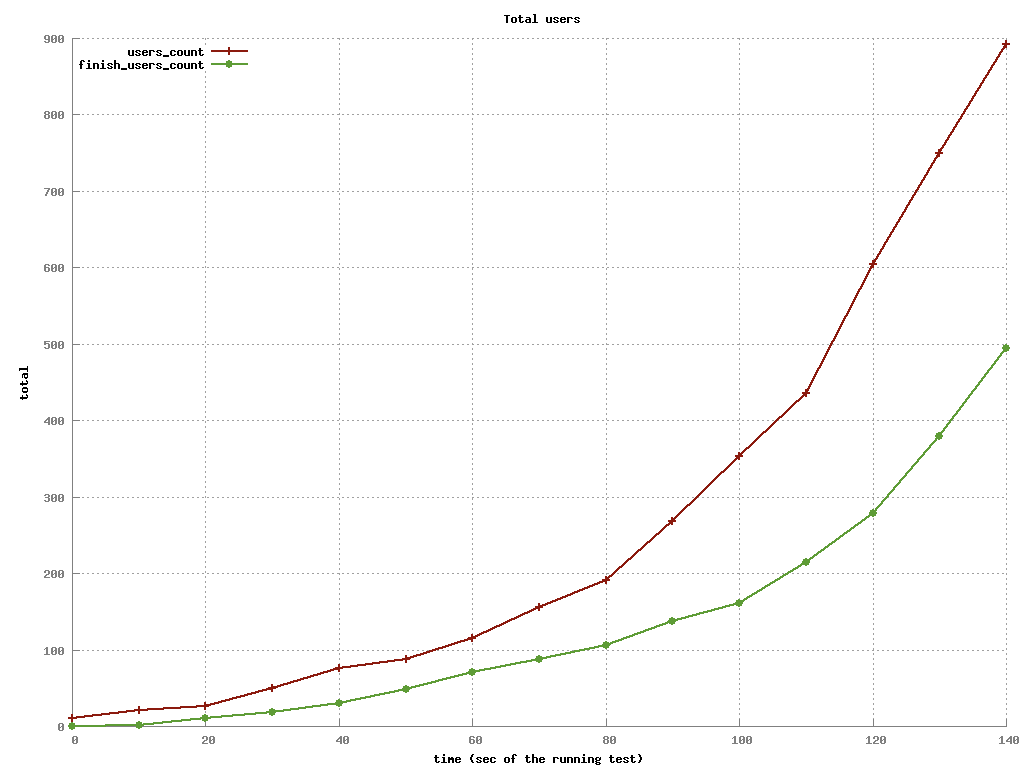 Total users
users_count
finish_users_count
900
800
700
600
500
400
300
200
100
0
total
0 20 40 60 80 100 120 140
time (sec of the running test)